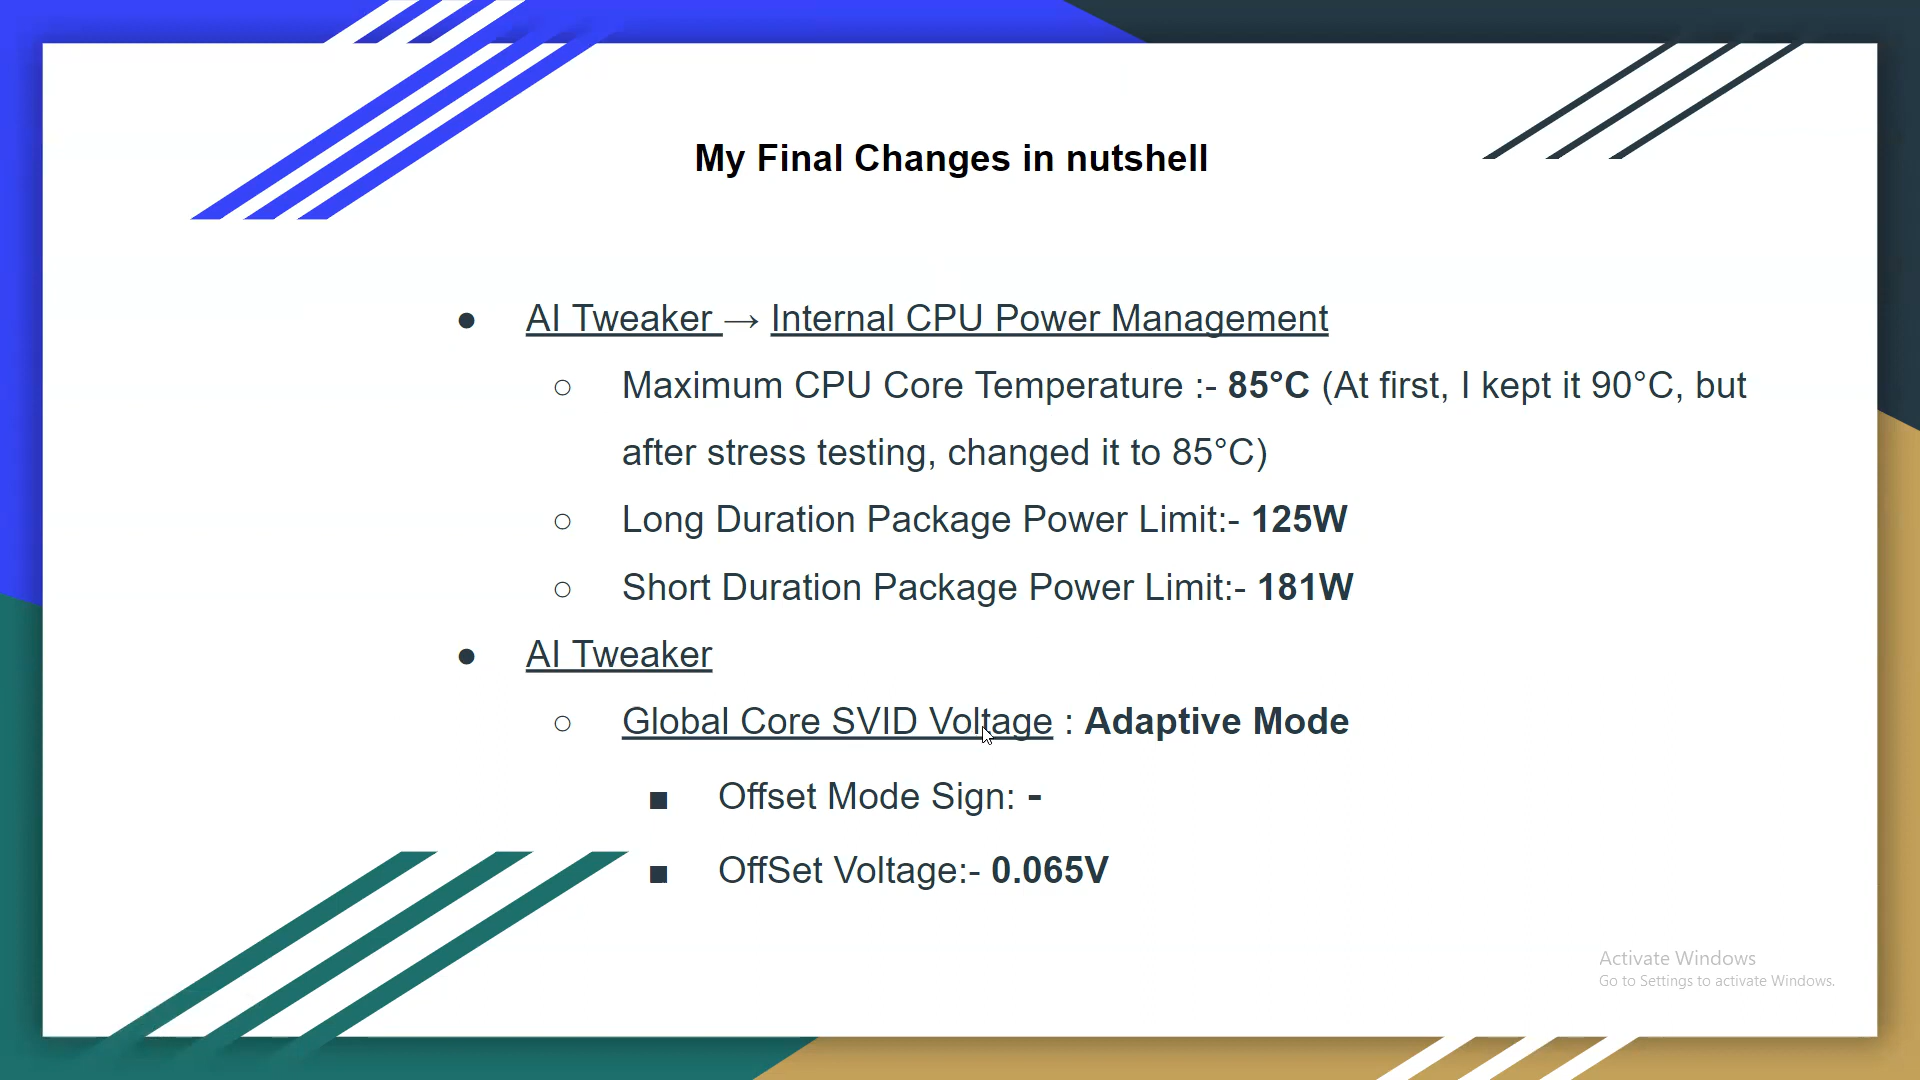 My Final Changes in nutshell
● AI Tweaker → Internal CPU Power Management
○ Maximum CPU Core Temperature :- 85°C (At first, I kept it 90°C, but
after stress testing, changed it to 85°C)
○ Long Duration Package Power Limit:- 125W
○ Short Duration Package Power Limit:- 181W
● AI Tweaker
○ Global Core SVID Voltage : Adaptive Mode
■ Offset Mode Sign: -
■ OffSet Voltage:- 0.065V
Activate Windows
Go to Settings to activate Windows.